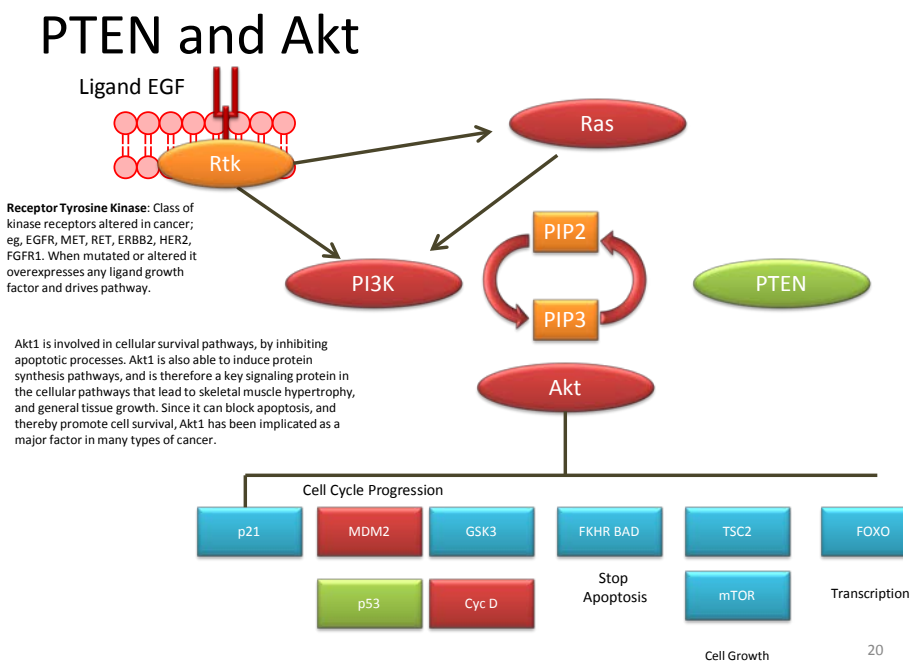 PTEN and Akt
Ligand EGF
Rtk
Ras
Receptor Tyrosine Kinase: Class of
kinase receptors altered in cancer;
eg, EGFR, MET, RET, ERBB2, HER2,
FGFR1. When mutated or altered it
overexpresses any ligand growth
factor and drives pathway.
PI3K
PIP2
PIP3
PTEN
Akt1 is involved in cellular survival pathways, by inhibiting
apoptotic processes. Akt1 is also able to induce protein
synthesis pathways, and is therefore a key signaling protein in
the cellular pathways that lead to skeletal muscle hypertrophy,
and general tissue growth. Since it can block apoptosis, and
thereby promote cell survival, Akt1 has been implicated as a
major factor in many types of cancer.
Akt
Cell Cycle Progression
p21
MDM2
GSK3
FKHR BAD
TSC2
FOXO
p53
Cyc D
Stop
Apoptosis
mTOR
Transcription
Cell Growth
20